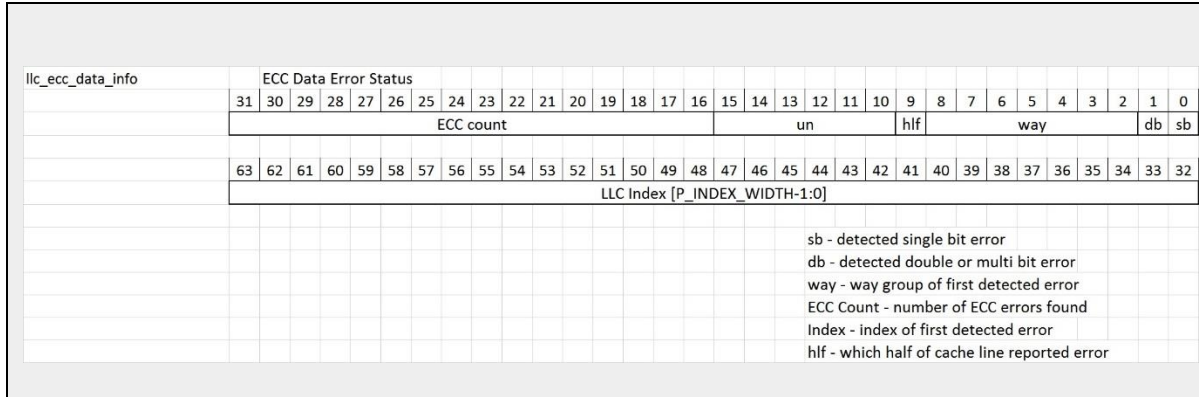 llc_ecc_data_info ECC Data Error Status
31 30 29 28 27 26 25 24 23 22 21 20 19 18 17 16 15 14 13 12 11 10 9 8 7 6 5 4 3 2 1 0
ECC count un hlf way db sb
63 62 61 60 59 58 57 56 55 54 53 52 51 50 49 48 47 46 45 44 43 42 41 40 39 38 37 36 35 34 33 32
LLC Index [P_INDEX_WIDTH-1:0]
sb - detected single bit error
db - detected double or multi bit error
way - way group of first detected error
ECC Count - number of ECC errors found
Index - index of first detected error
hlf - which half of cache line reported error